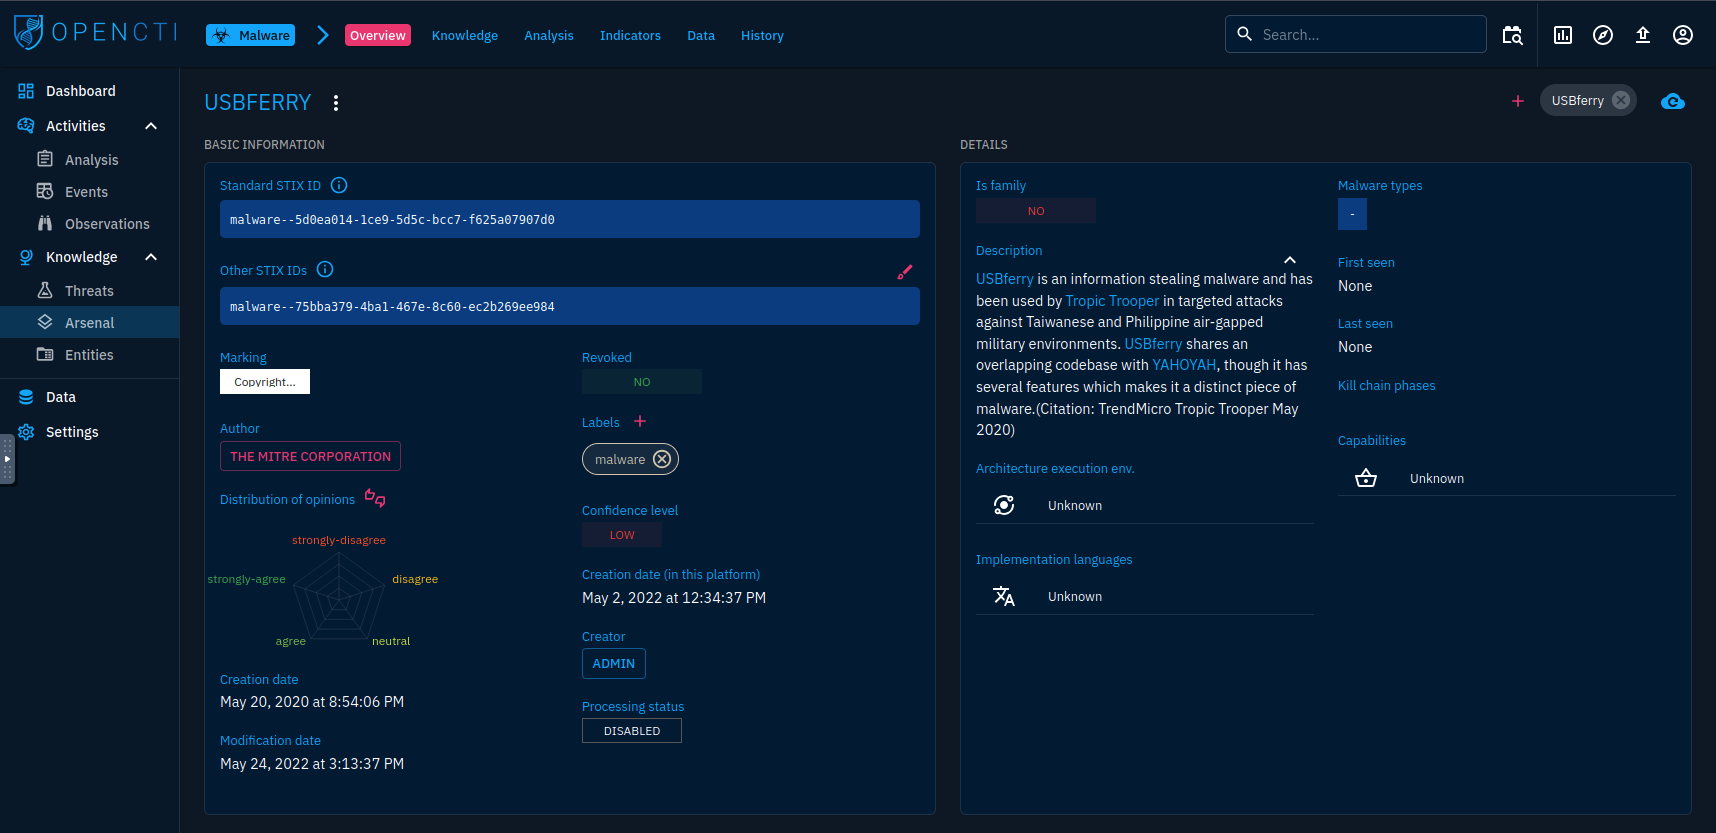 OPENCTI
Malware
Overview
Knowledge
Analysis
Indicators
Data
History
Search...
Dashboard
Activities
Analysis
Events
Observations
Knowledge
Threats
Arsenal
Entities
Data
Settings
USBFERRY
USBferry
BASIC INFORMATION
Standard STIX ID
malware--5d0ea014-1ce9-5d5c-bcc7-f625a07907d0
Other STIX IDs
malware--75bba379-4ba1-467e-8c60-ec2b269ee984
Marking
Copyright...
Revoked
NO
Author
THE MITRE CORPORATION
Labels
malware
Distribution of opinions
strongly-disagree
strongly-agree
disagree
agree
neutral
Confidence level
LOW
Creation date (in this platform)
May 2, 2022 at 12:34:37 PM
Creator
ADMIN
Creation date
May 20, 2020 at 8:54:06 PM
Processing status
DISABLED
Modification date
May 24, 2022 at 3:13:37 PM
DETAILS
Is family
NO
Malware types
-
Description
USBferry is an information stealing malware and has
been used by Tropic Trooper in targeted attacks
against Taiwanese and Philippine air-gapped
military environments. USBferry shares an
overlapping codebase with YAHOYAH, though it has
several features which makes it a distinct piece of
malware.(Citation: TrendMicro Tropic Trooper May
2020)
First seen
None
Last seen
None
Kill chain phases
Capabilities
Unknown
Architecture execution env.
Unknown
Implementation languages
Unknown